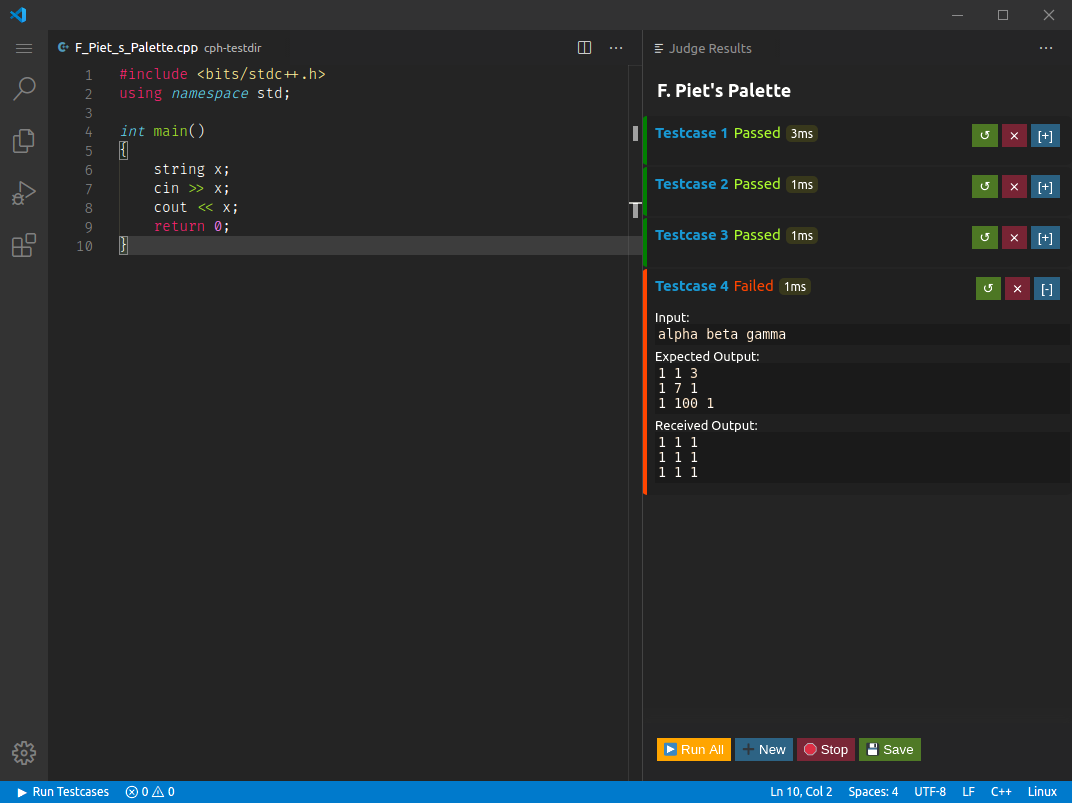 F_Piet_s_Palette.cpp cph-testdir
1 #include <bits/stdc++.h>
2 using namespace std;
3
4 int main()
5 {
6 string x;
7 cin >> x;
8 cout << x;
9 return 0;
10 }
Judge Results
F. Piet's Palette
Testcase 1 Passed 3ms
[+]
Testcase 2 Passed 1ms
[+]
Testcase 3 Passed 1ms
[+]
Testcase 4 Failed 1ms
[-]
Input:
alpha beta gamma
Expected Output:
1 1 3
1 7 1
1 100 1
Received Output:
1 1 1
1 1 1
1 1 1
Run All New Stop Save
Run Testcases 0 0 Ln 10, Col 2 Spaces: 4 UTF-8 LF C++ Linux